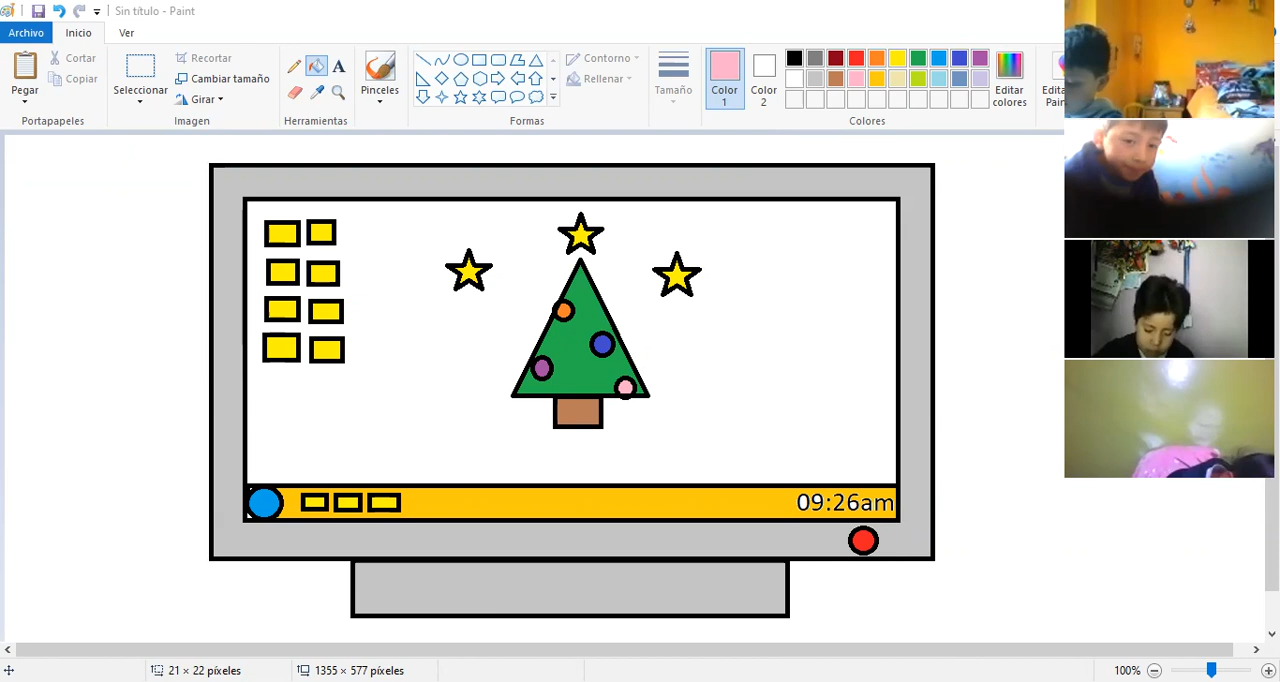 Sin título - Paint
Archivo Inicio Ver
Pegar
Cortar
Copiar
Portapapeles
Seleccionar
Recortar
Cambiar tamaño
Girar
Imagen
A
Herramientas
Pinceles
Contorno
Rellenar
Formas
Tamaño
Color
1
Color
2
Editar
colores
Colores
09:26am
21 × 22 píxeles
1355 × 577 píxeles
100%